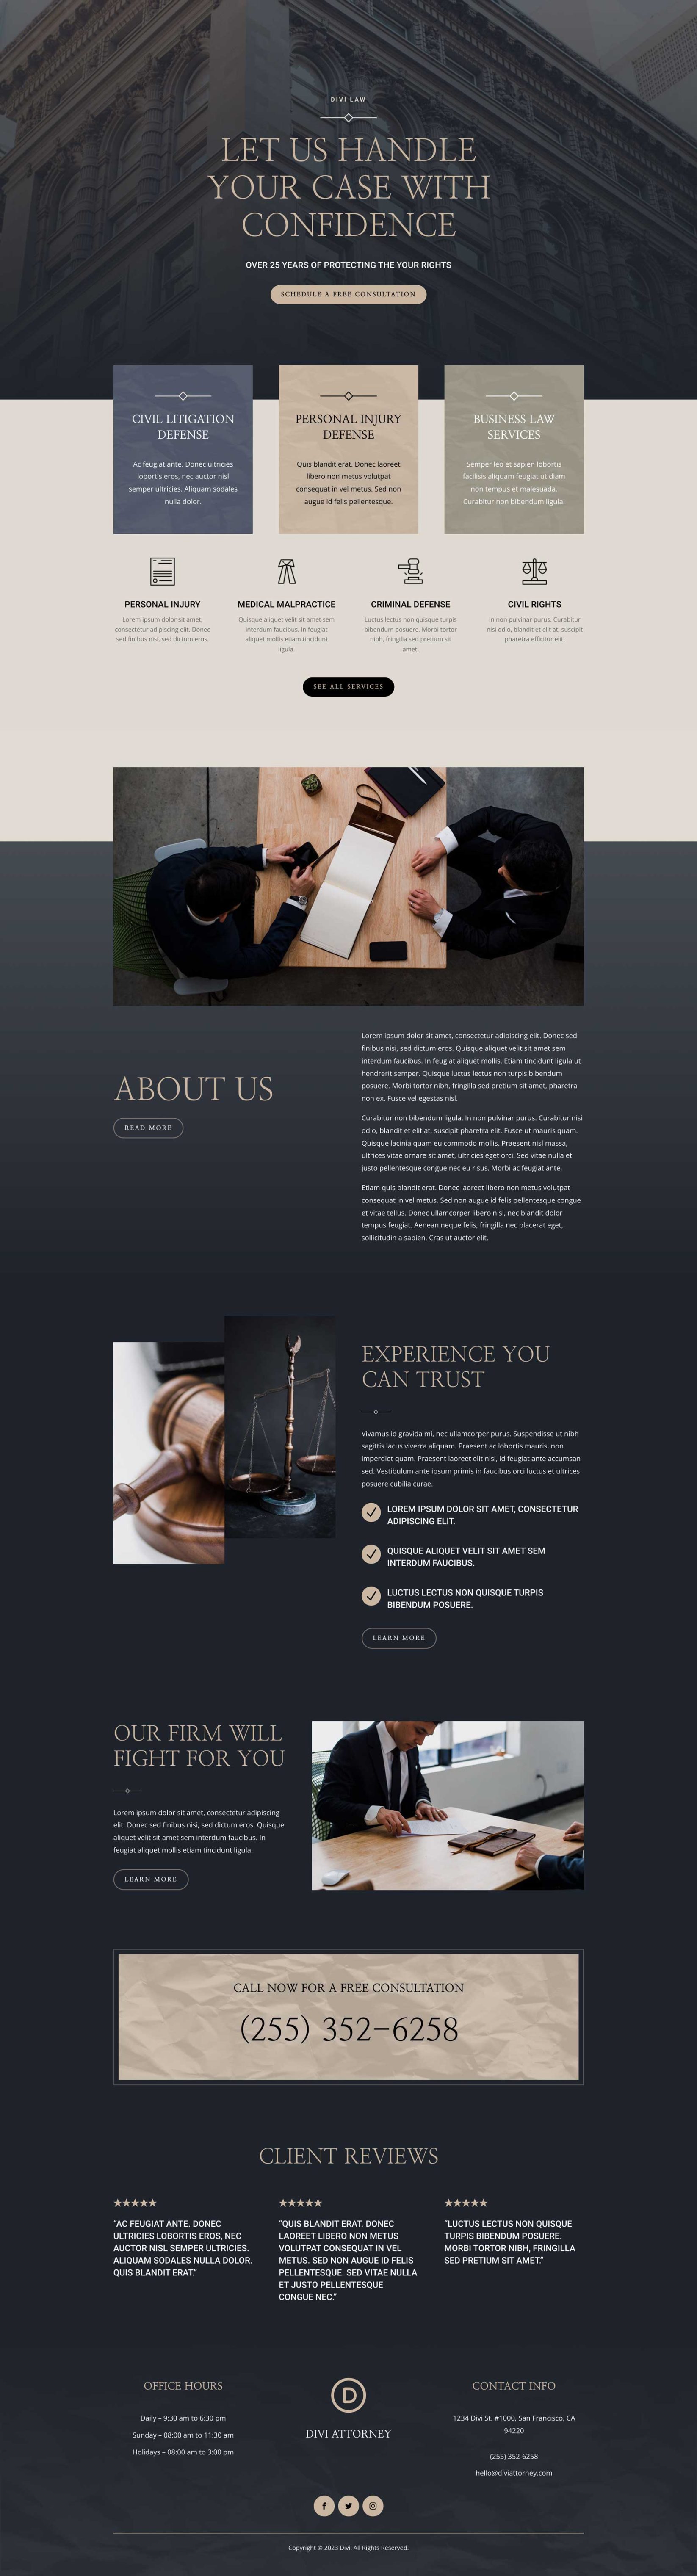 DIVI LAW
LET US HANDLE
YOUR CASE WITH
CONFIDENCE
OVER 25 YEARS OF PROTECTING THE YOUR RIGHTS
SCHEDULE A FREE CONSULTATION
CIVIL LITIGATION
DEFENSE
Ac feugiat ante. Donec ultricies
lobortis eros, nec auctor nisl
semper ultricies. Aliquam sodales
nulla dolor.
PERSONAL INJURY
DEFENSE
Quis blandit erat. Donec laoreet
libero non metus volutpat
consequat in vel metus. Sed non
augue id felis pellentesque.
BUSINESS LAW
SERVICES
Semper leo et sapien lobortis
facilisis aliquam feugiat ut diam
non tempus et malesuada.
Curabitur non bibendum ligula.
PERSONAL INJURY
Lorem ipsum dolor sit amet,
consectetur adipiscing elit. Donec
sed finibus nisi, sed dictum eros.
MEDICAL MALPRACTICE
Quisque aliquet velit sit amet sem
interdum faucibus. In feugiat
aliquet mollis etiam tincidunt
ligula.
CRIMINAL DEFENSE
Luctus lectus non quisque turpis
bibendum posuere. Morbi tortor
nibh, fringilla sed pretium sit
amet.
CIVIL RIGHTS
In non pulvinar purus. Curabitur
nisi odio, blandit et elit at, suscipit
pharetra efficitur elit.
SEE ALL SERVICES
ABOUT US
READ MORE
Lorem ipsum dolor sit amet, consectetur adipiscing elit. Donec sed
finibus nisi, sed dictum eros. Quisque aliquet velit sit amet sem
interdum faucibus. In feugiat aliquet mollis. Etiam tincidunt ligula ut
hendrerit semper. Quisque luctus lectus non turpis bibendum
posuere. Morbi tortor nibh, fringilla sed pretium sit amet, pharetra
non ex. Fusce vel egestas nisl.
Curabitur non bibendum ligula. In non pulvinar purus. Curabitur nisi
odio, blandit et elit at, suscipit pharetra elit. Fusce ut mauris quam.
Quisque lacinia quam eu commodo mollis. Praesent nisl massa,
ultrices vitae ornare sit amet, ultricies eget orci. Sed vitae nulla et
justo pellentesque congue nec eu risus. Morbi ac feugiat ante.
Etiam quis blandit erat. Donec laoreet libero non metus volutpat
consequat in vel metus. Sed non augue id felis pellentesque congue
et vitae tellus. Donec ullamcorper libero nisl, nec blandit dolor
tempus feugiat. Aenean neque felis, fringilla nec placerat eget,
sollicitudin a sapien. Cras ut auctor elit.
EXPERIENCE YOU
CAN TRUST
Vivamus id gravida mi, nec ullamcorper purus. Suspendisse ut nibh
sagittis lacus viverra aliquam. Praesent ac lobortis mauris, non
imperdiet quam. Praesent laoreet elit nisi, id feugiat ante accumsan
sed. Vestibulum ante ipsum primis in faucibus orci luctus et ultrices
posuere cubilia curae.
LOREM IPSUM DOLOR SIT AMET, CONSECTETUR
ADIPISCING ELIT.
QUISQUE ALIQUET VELIT SIT AMET SEM
INTERDUM FAUCIBUS.
LUCTUS LECTUS NON QUISQUE TURPIS
BIBENDUM POSUERE.
LEARN MORE
OUR FIRM WILL
FIGHT FOR YOU
Lorem ipsum dolor sit amet, consectetur adipiscing
elit. Donec sed finibus nisi, sed dictum eros. Quisque
aliquet velit sit amet sem interdum faucibus. In
feugiat aliquet mollis etiam tincidunt ligula.
LEARN MORE
CALL NOW FOR A FREE CONSULTATION
(255) 352-6258
CLIENT REVIEWS
★★★★★
“AC FEUGIAT ANTE. DONEC
ULTRICIES LOBORTIS EROS, NEC
AUCTOR NISL SEMPER ULTRICIES.
ALIQUAM SODALES NULLA DOLOR.
QUIS BLANDIT ERAT.”
★★★★★
“QUIS BLANDIT ERAT. DONEC
LAOREET LIBERO NON METUS
VOLUTPAT CONSEQUAT IN VEL
METUS. SED NON AUGUE ID FELIS
PELLENTESQUE. SED VITAE NULLA
ET JUSTO PELLENTESQUE
CONGUE NEC.”
★★★★★
“LUCTUS LECTUS NON QUISQUE
TURPIS BIBENDUM POSUERE.
MORBI TORTOR NIBH, FRINGILLA
SED PRETIUM SIT AMET.”
OFFICE HOURS
Daily – 9:30 am to 6:30 pm
Sunday – 08:00 am to 11:30 am
Holidays – 08:00 am to 3:00 pm
D
DIVI ATTORNEY
CONTACT INFO
1234 Divi St. #1000, San Francisco, CA
94220
(255) 352-6258
hello@diviattorney.com
Copyright © 2023 Divi. All Rights Reserved.